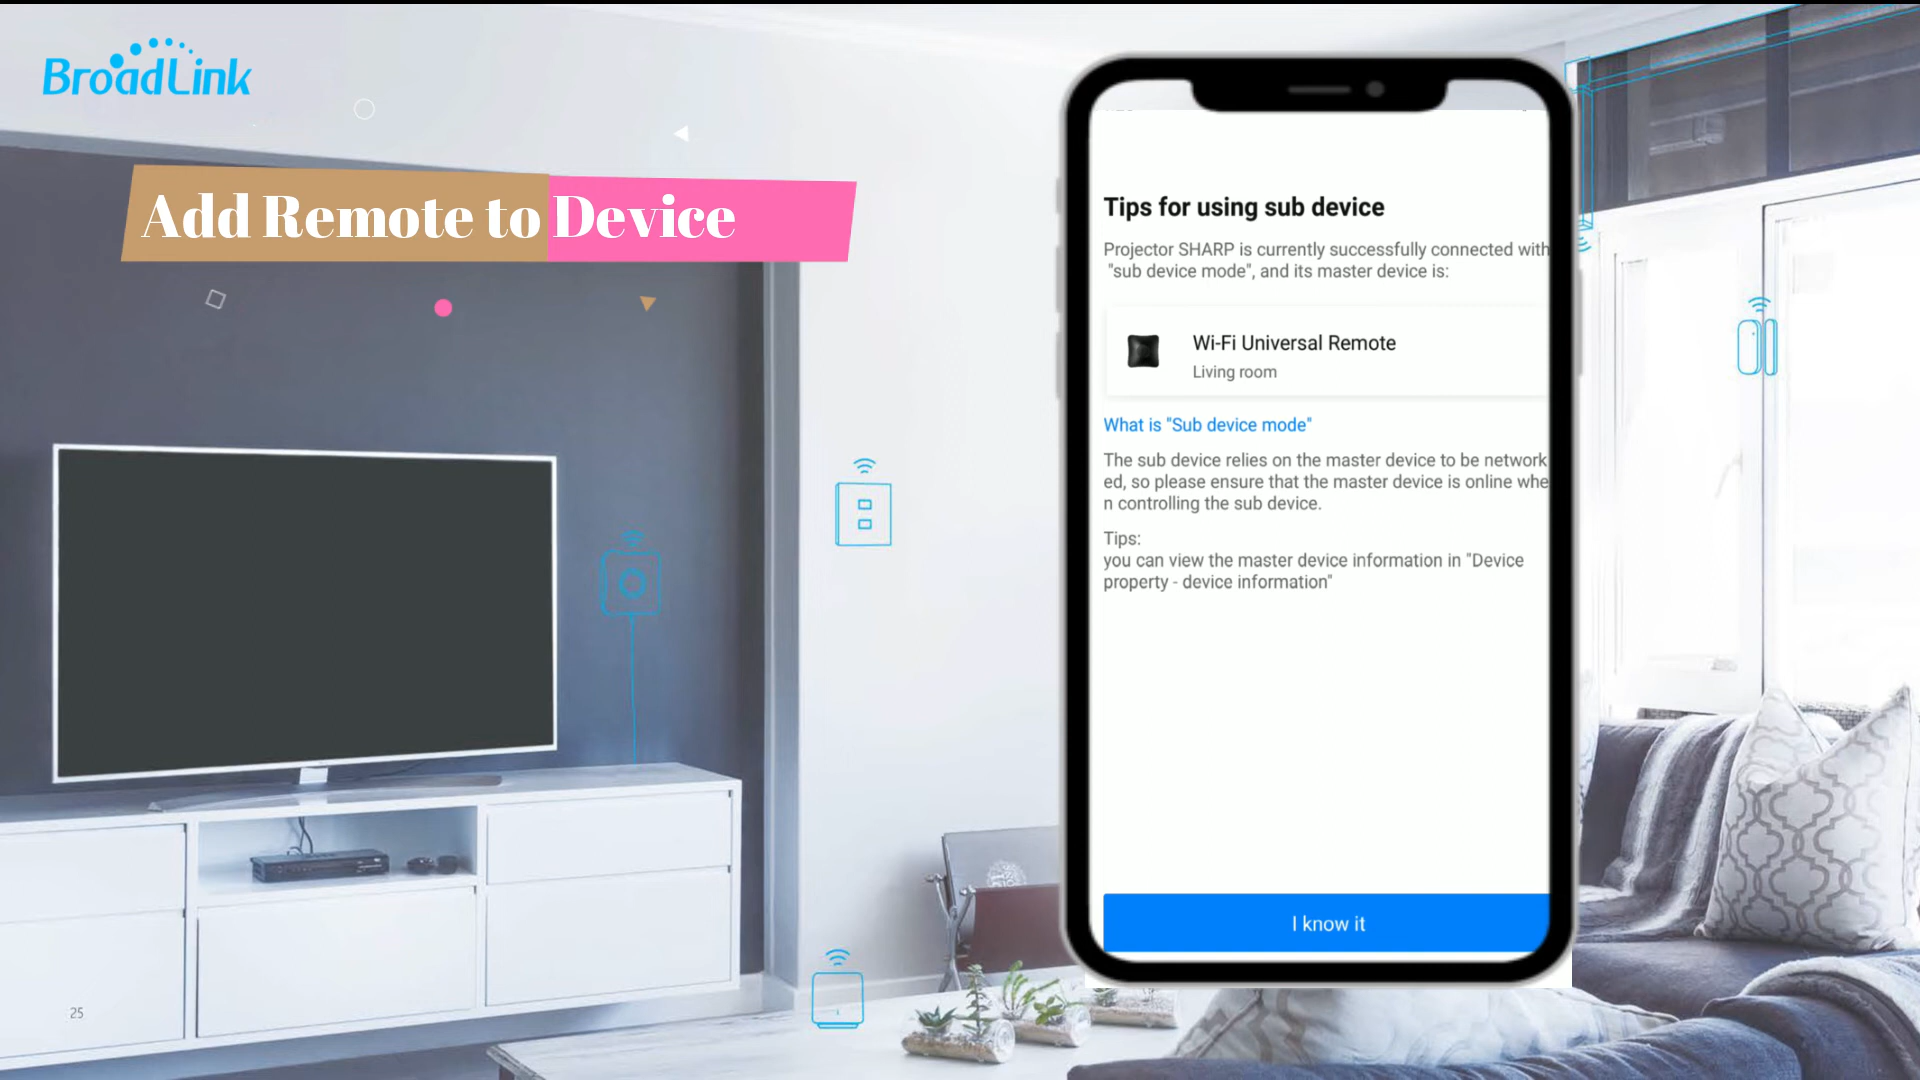 BroadLink
Add Remote to Device
Tips for using sub device
Projector SHARP is currently successfully connected with
"sub device mode", and its master device is:
Wi-Fi Universal Remote
Living room
What is "Sub device mode"
The sub device relies on the master device to be network
ed, so please ensure that the master device is online whe
n controlling the sub device.
Tips:
you can view the master device information in "Device
property - device information"
I know it
25